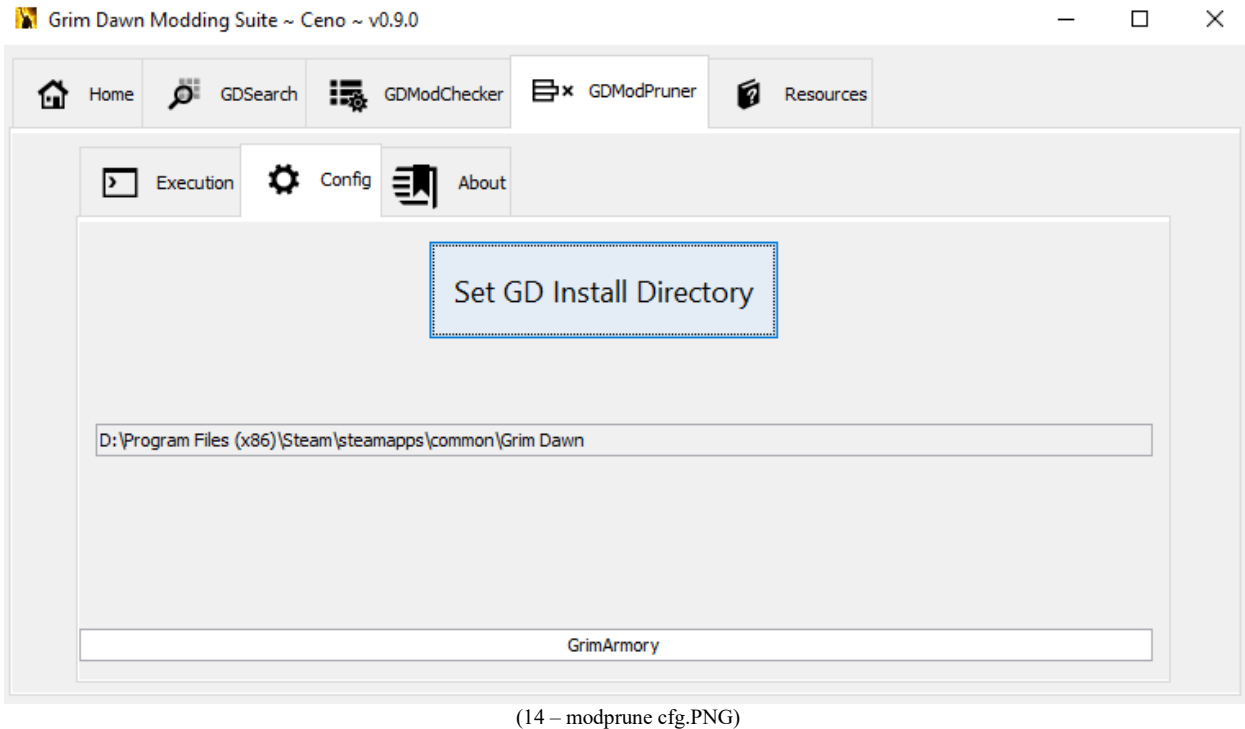 Grim Dawn Modding Suite ~ Ceno ~ v0.9.0
Home GDSearch GDModChecker GDModPruner Resources
Execution Config About
Set GD Install Directory
D:\Program Files (x86)\Steam\steamapps\common\Grim Dawn
GrimArmory
(14 – modprune cfg.PNG)